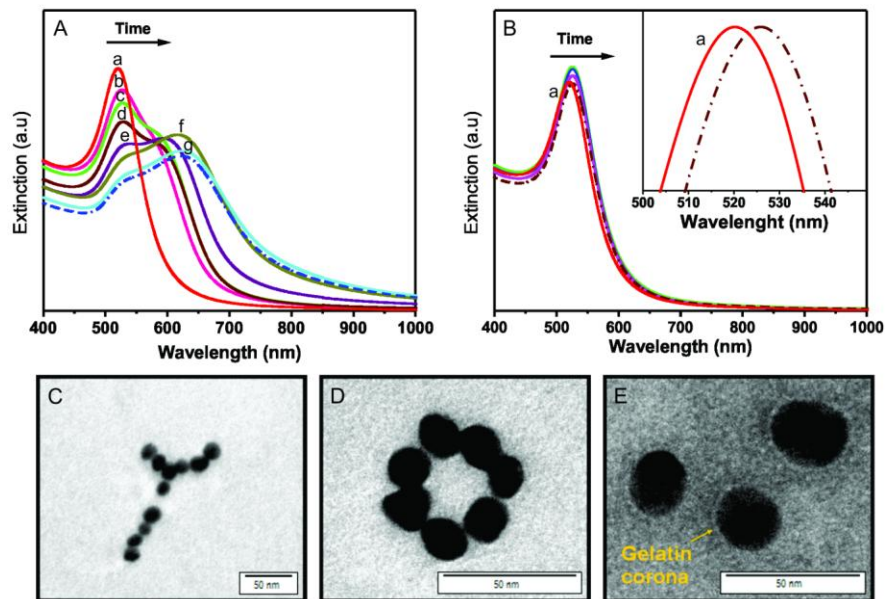 A
Time
a
b
c
d
e
f
g
Extinction (a.u)
400 500 600 700 800 900 1000
Wavelength (nm)
B
Time
a
Extinction (a.u)
400 500 600 700 800 900 1000
Wavelength (nm)
a
500 510 520 530 540
Wavelenght (nm)
C
50 nm
D
50 nm
E
Gelatin
corona
50 nm